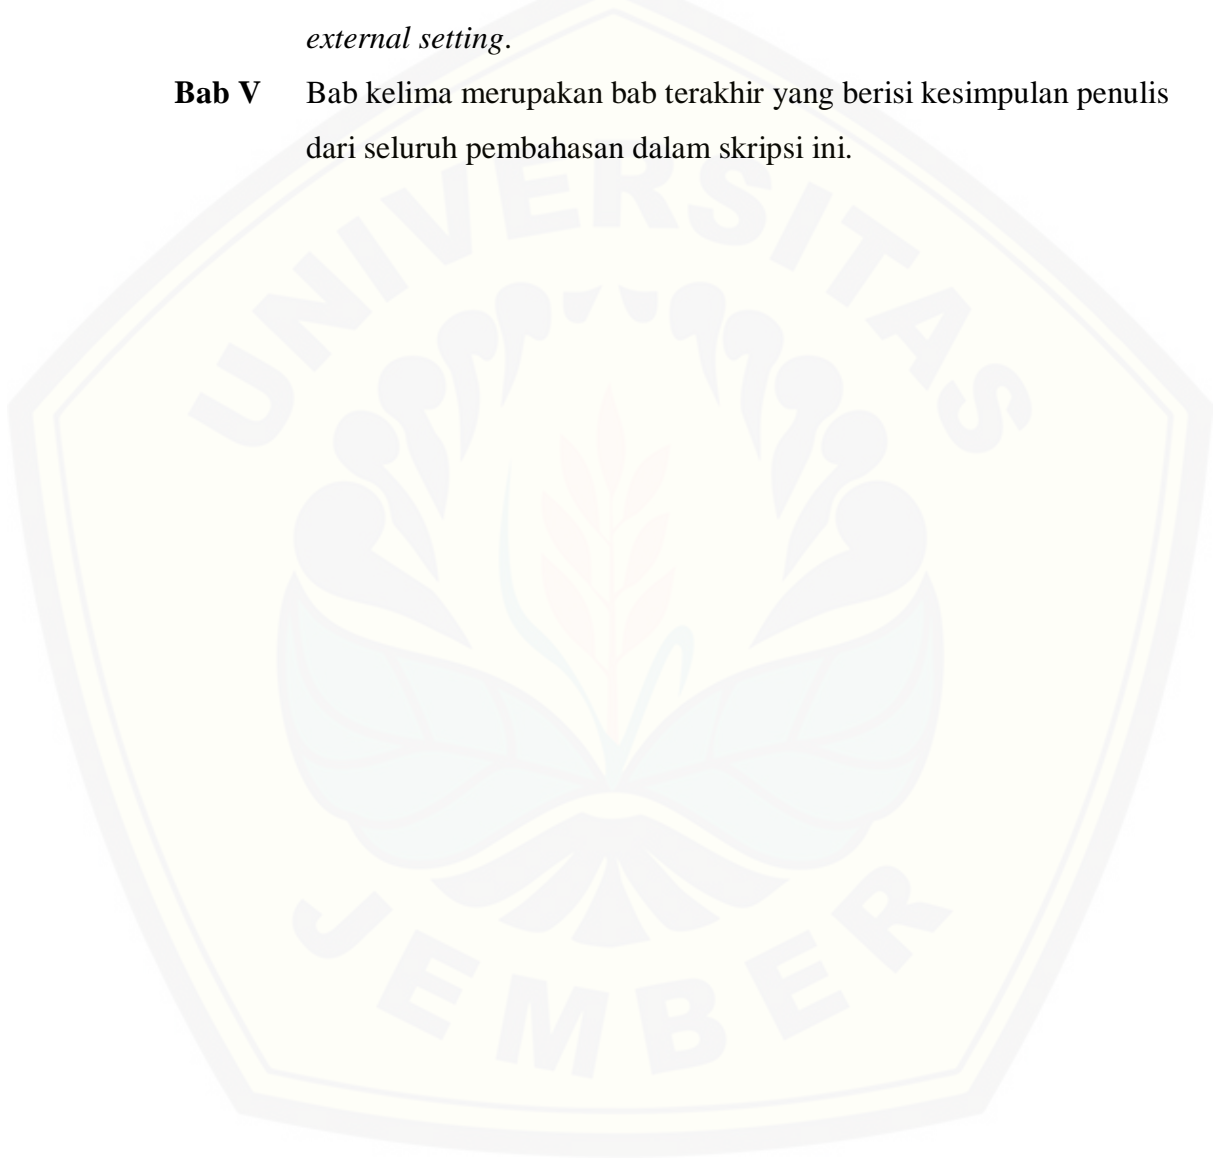 external setting.
Bab V Bab kelima merupakan bab terakhir yang berisi kesimpulan penulis
dari seluruh pembahasan dalam skripsi ini.
UNIVERSITAS
JEMBER